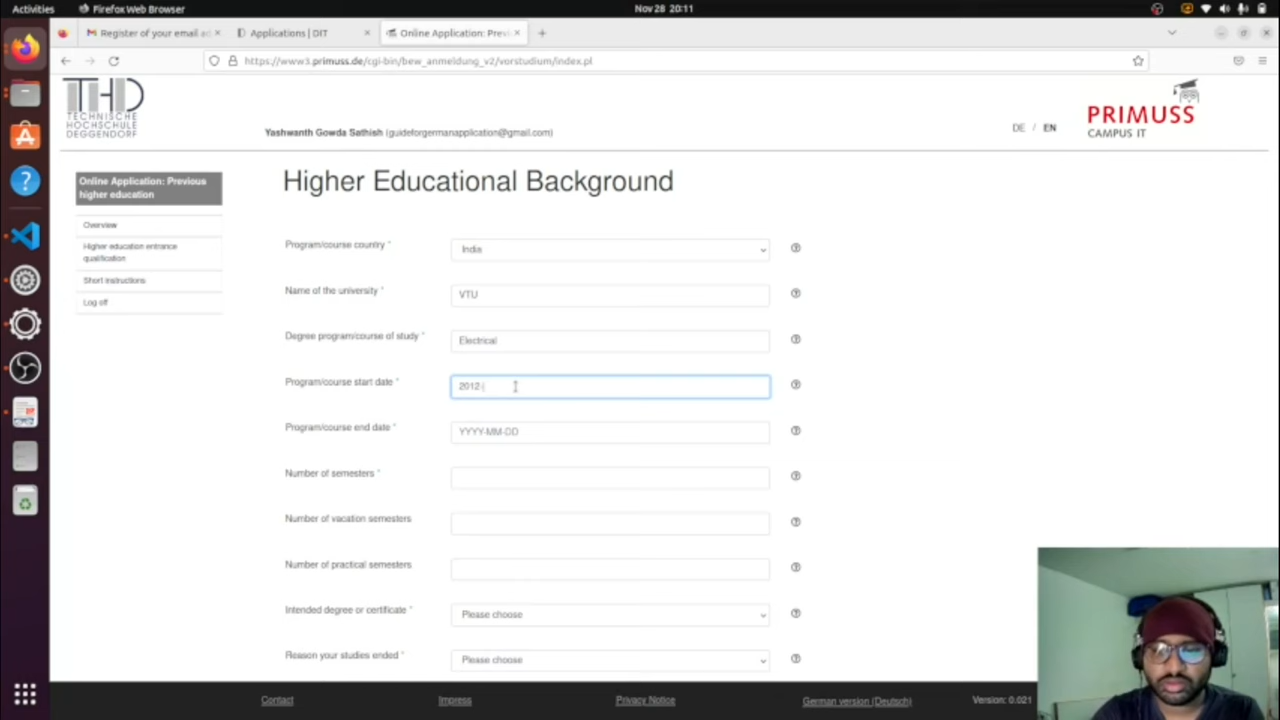 Activities
Firefox Web Browser
Nov 28 20:11
Register of your email ad
Applications | DIT
Online Application: Prev
https://www3.primuss.de/cgi-bin/bew_anmeldung_v2/vorstudium/index.pl
THD
TECHNISCHE
HOCHSCHULE
DEGGENDORF
Yashwanth Gowda Sathish (guideforgermanapplication@gmail.com)
DE / EN
PRIMUSS
CAMPUS IT
Online Application: Previous
higher education
Overview
Higher education entrance
qualification
Short instructions
Log off
Higher Educational Background
Program/course country * India
Name of the university * VTU
Degree program/course of study * Electrical
Program/course start date * 2012-
Program/course end date * YYYY-MM-DD
Number of semesters *
Number of vacation semesters
Number of practical semesters
Intended degree or certificate * Please choose
Reason your studies ended * Please choose
Contact
Impress
Privacy Notice
German version (Deutsch)
Version: 0.021